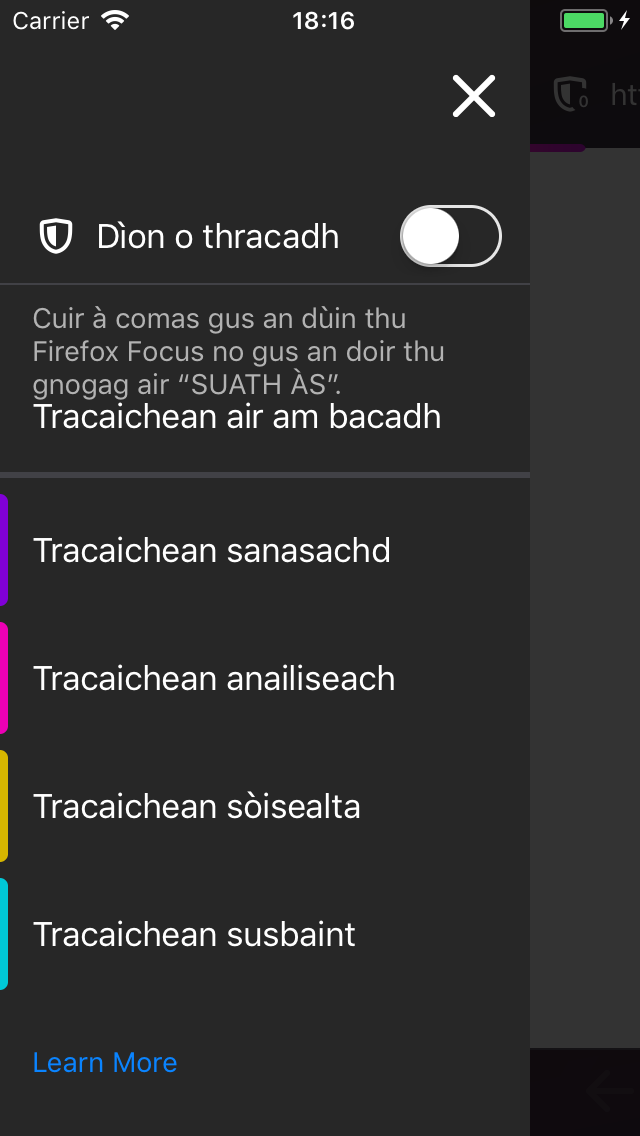 Carrier 18:16
0 ht
Dìon o thracadh
Cuir à comas gus an dùin thu
Firefox Focus no gus an doir thu
gnogag air “SUATH ÀS”.
Tracaichean air am bacadh
Tracaichean sanasachd
Tracaichean anailiseach
Tracaichean sòisealta
Tracaichean susbaint
Learn More